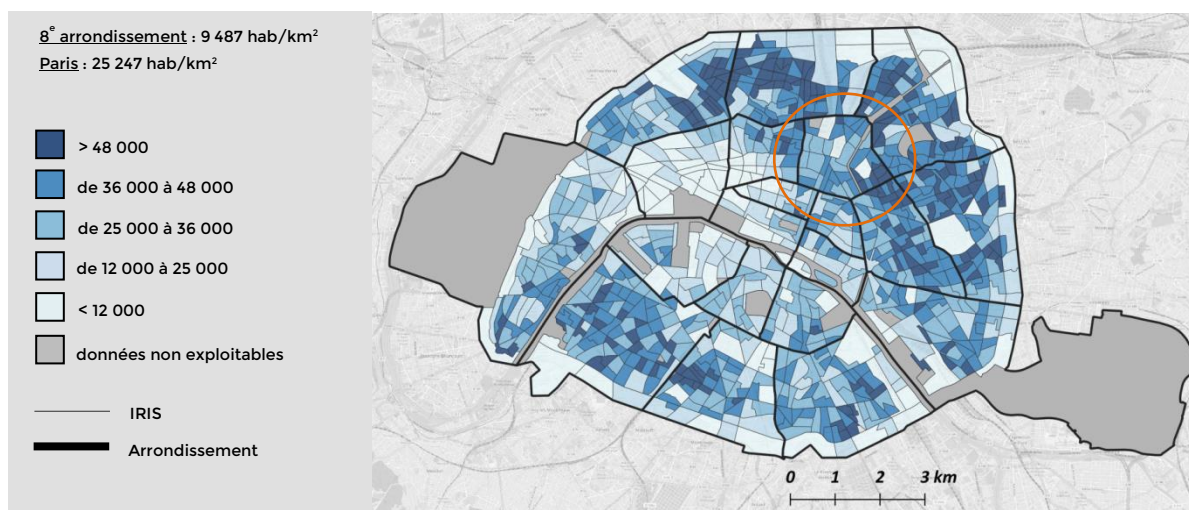 8e arrondissement : 9 487 hab/km²
Paris : 25 247 hab/km²
> 48 000
de 36 000 à 48 000
de 25 000 à 36 000
de 12 000 à 25 000
< 12 000
données non exploitables
IRIS
Arrondissement
0 1 2 3 km